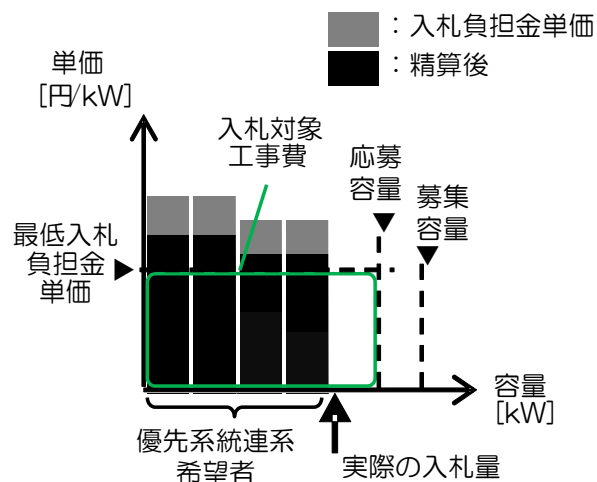 ：入札負担金単価
：精算後
単価
[円/kW]
入札対象
工事費
応募
容量
募集
容量
最低入札
負担金
単価
容量
[kW]
優先系統連系
希望者
実際の入札量